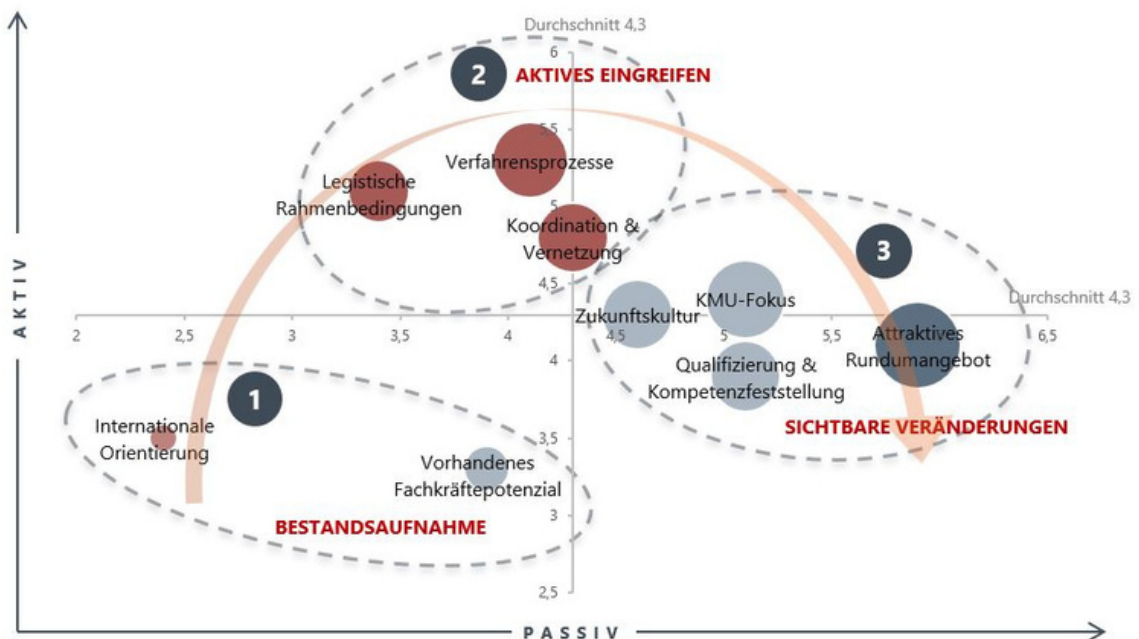 Durchschnitt 4,3
6
2
AKTIVES EINGREIFEN
5,5
Verfahrensprozesse
Legistische
Rahmenbedingungen
5
Koordination &
Vernetzung
3
4,5
KMU-Fokus
Durchschnitt 4,3
Zukunftskultur
2
2,5
3
3,5
4
4,5
5
5,5
6,5
Attraktives
Rundumangebot
4
Qualifizierung &
Kompetenzfeststellung
1
SICHTBARE VERÄNDERUNGEN
Internationale
Orientierung
3,5
Vorhandenes
Fachkräftepotenzial
3
BESTANDSAUFNAHME
2,5
AKTIV
PASSIV